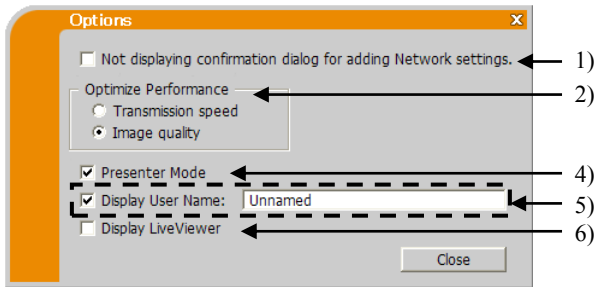 Options x
Not displaying confirmation dialog for adding Network settings. 1)
Optimize Performance 2)
Transmission speed
Image quality
Presenter Mode 4)
Display User Name: Unnamed 5)
Display LiveViewer 6)
Close